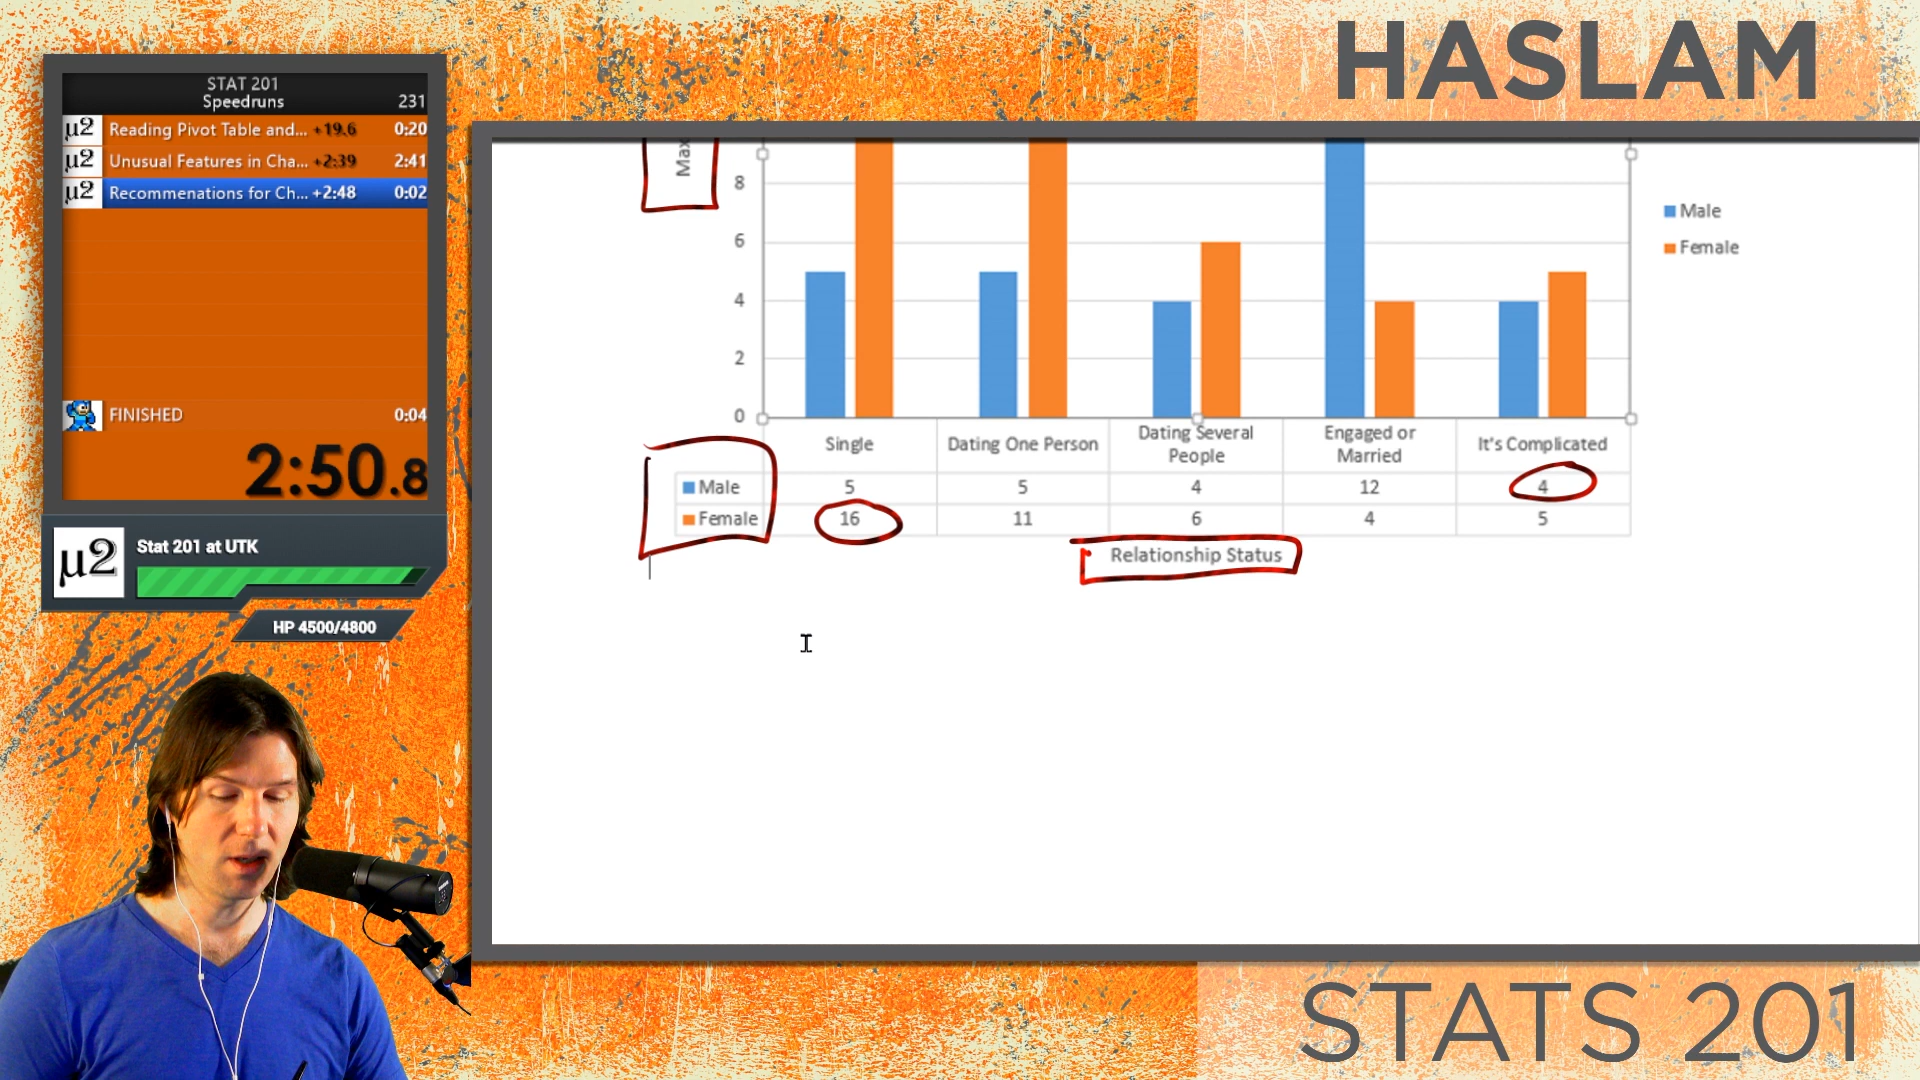 HASLAM
STAT 201
Speedruns 231
μ2 Reading Pivot Table and... +19.6 0:20
μ2 Unusual Features in Cha... +2:39 2:41
μ2 Recommenations for Ch... +2:48 0:02
FINISHED 0:04
2:50.8
μ2 Stat 201 at UTK
HP 4500/4800
Max
8
6
4
2
0
Male
Female
Single Dating One Person Dating Several People Engaged or Married It's Complicated
Male 5 5 4 12 4
Female 16 11 6 4 5
Relationship Status
STATS 201